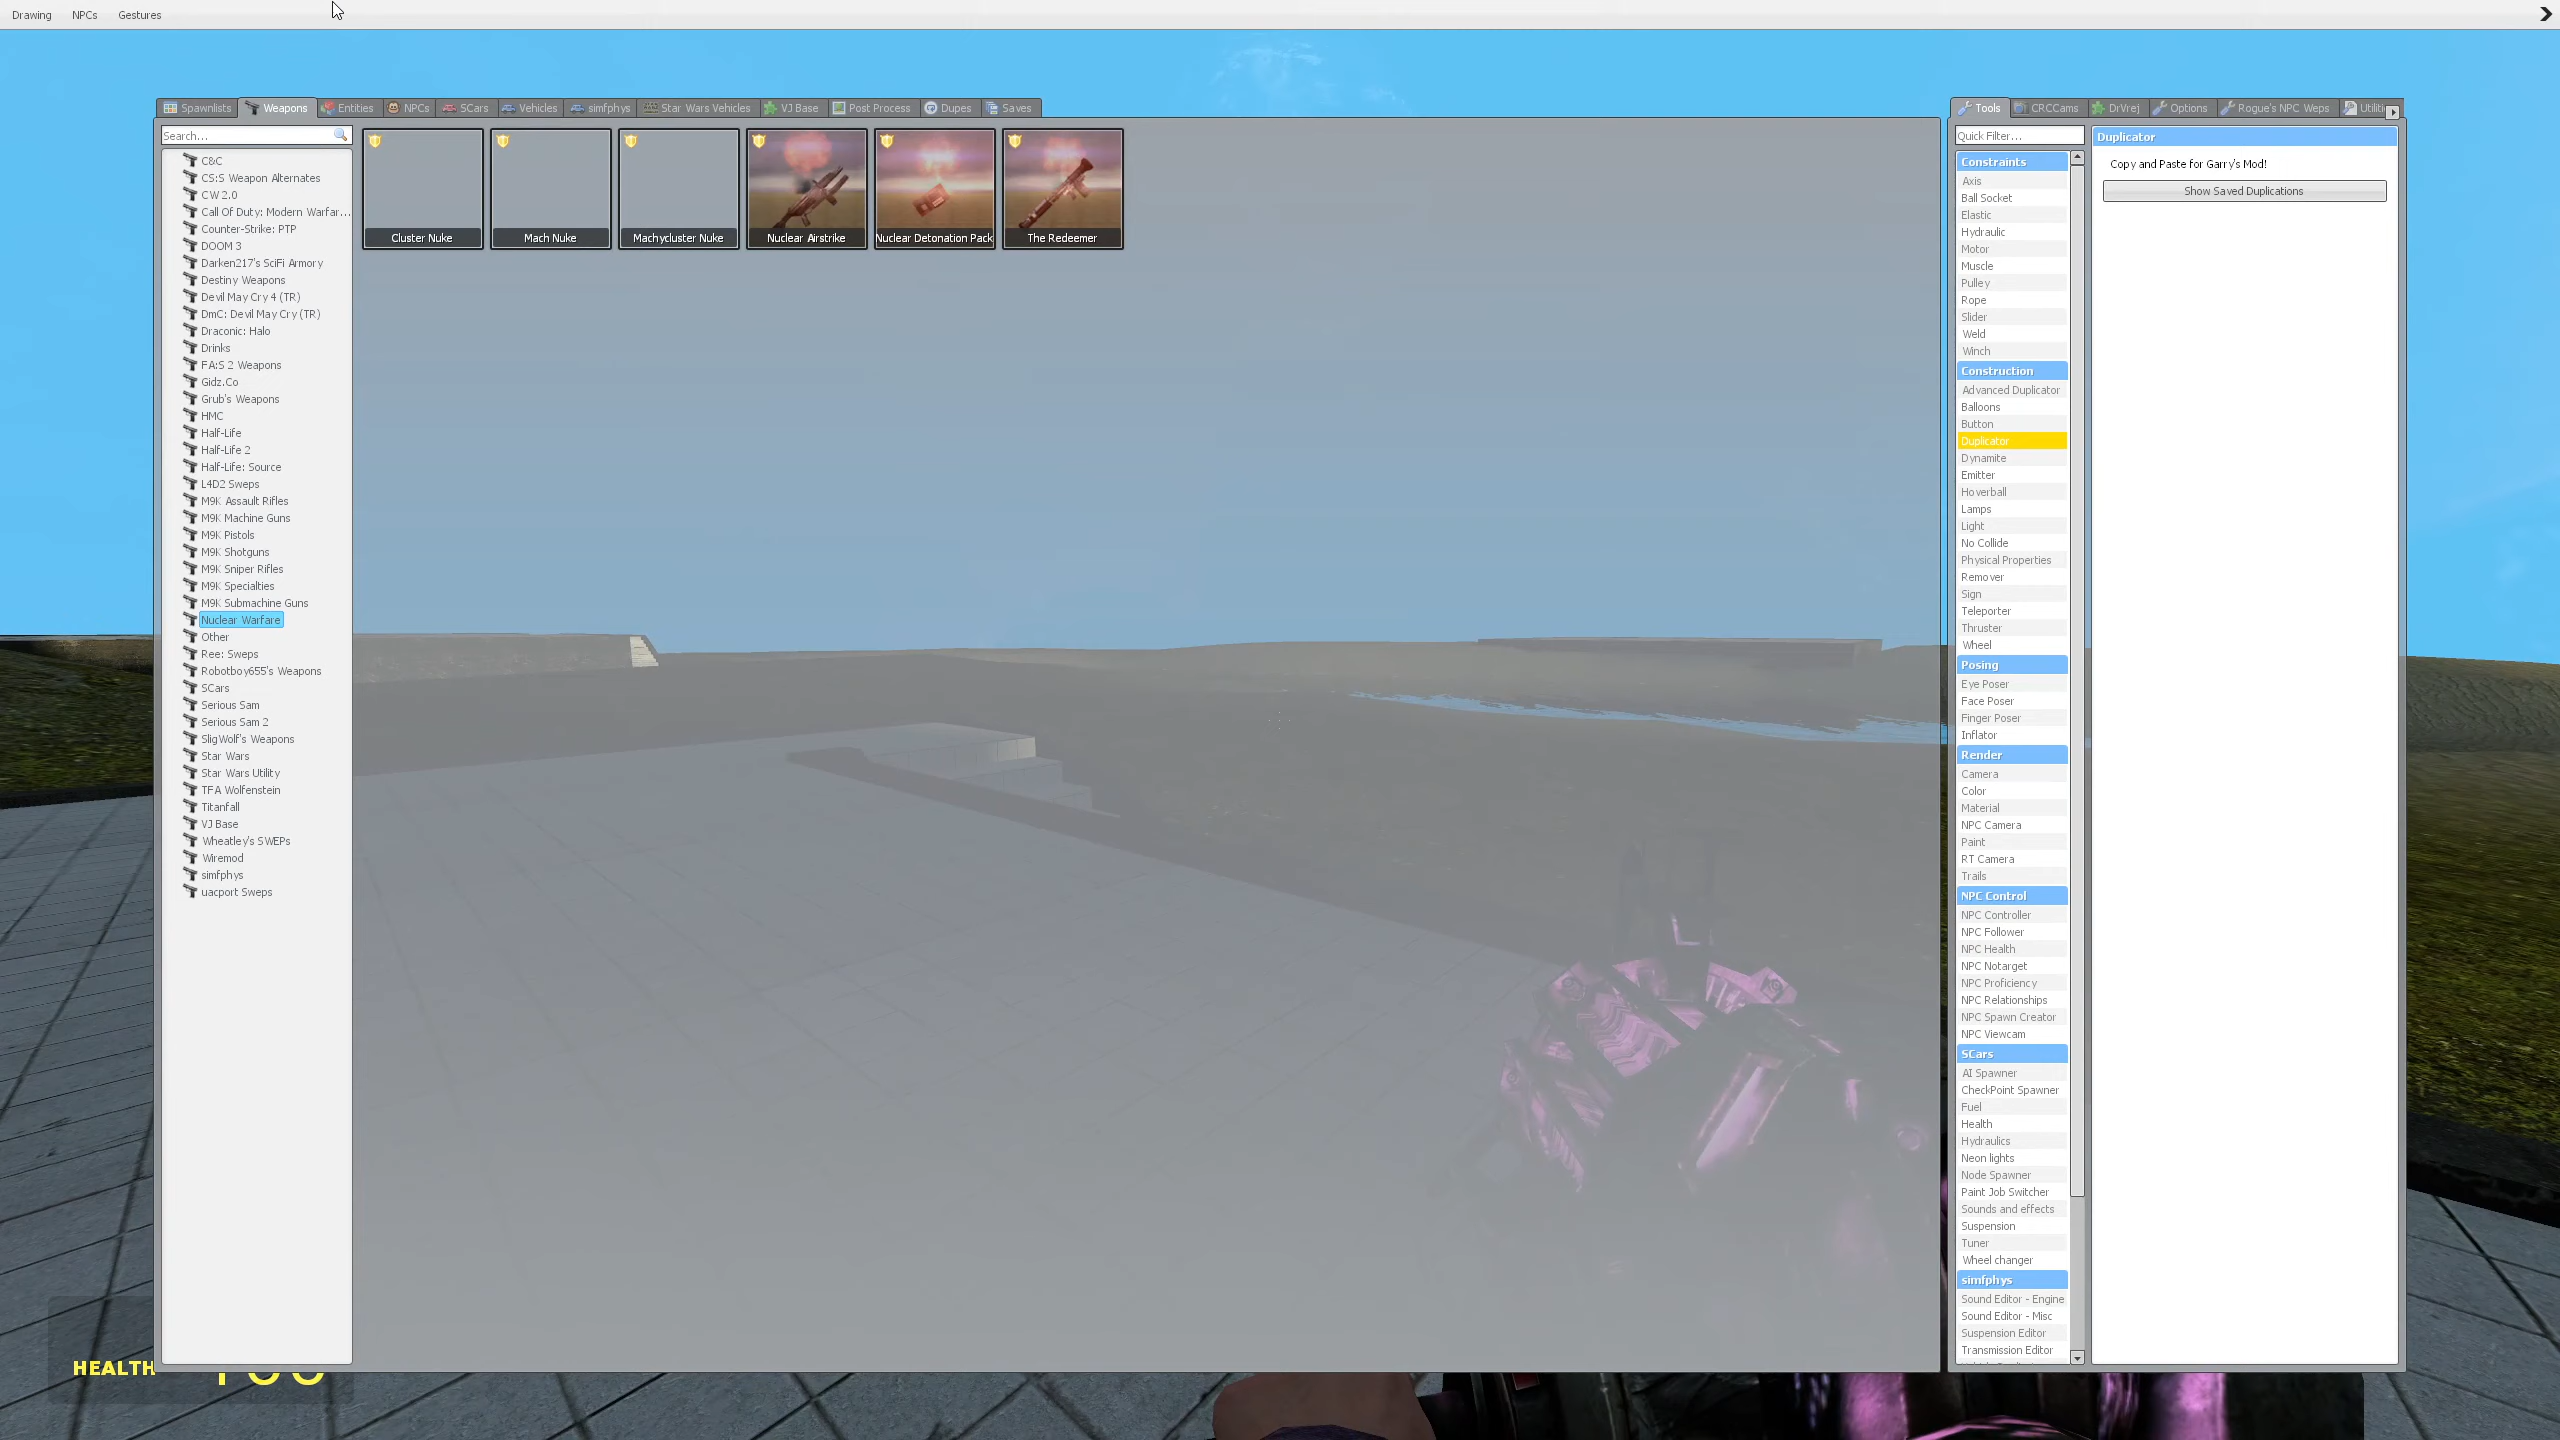 Drawing NPCs Gestures
Spawnlists Weapons Entities NPCs SCars Vehicles simfphys Star Wars Vehicles VJ Base Post Process Dupes Saves
Search...
C&C
CS:S Weapon Alternates
CW 2.0
Call Of Duty: Modern Warfar...
Counter-Strike: PTP
DOOM 3
Darken217's SciFi Armory
Destiny Weapons
Devil May Cry 4 (TR)
DmC: Devil May Cry (TR)
Draconic: Halo
Drinks
FA:S 2 Weapons
Gidz.Co
Grub's Weapons
HMC
Half-Life
Half-Life 2
Half-Life: Source
L4D2 Sweps
M9K Assault Rifles
M9K Machine Guns
M9K Pistols
M9K Shotguns
M9K Sniper Rifles
M9K Specialties
M9K Submachine Guns
Nuclear Warfare
Other
Ree: Sweps
Robotboy655's Weapons
SCars
Serious Sam
Serious Sam 2
SligWolf's Weapons
Star Wars
Star Wars Utility
TFA Wolfenstein
Titanfall
VJ Base
Wheatley's SWEPs
Wiremod
simfphys
uacport Sweps
Cluster Nuke
Mach Nuke
Machycluster Nuke
Nuclear Airstrike
Nuclear Detonation Pack
The Redeemer
HEALTH
Tools CRCCams DrVrej Options Rogue's NPC Weps Utiliti
Quick Filter...
Constraints
Axis
Ball Socket
Elastic
Hydraulic
Motor
Muscle
Pulley
Rope
Slider
Weld
Winch
Construction
Advanced Duplicator
Balloons
Button
Duplicator
Dynamite
Emitter
Hoverball
Lamps
Light
No Collide
Physical Properties
Remover
Sign
Teleporter
Thruster
Wheel
Posing
Eye Poser
Face Poser
Finger Poser
Inflator
Render
Camera
Color
Material
NPC Camera
Paint
RT Camera
Trails
NPC Control
NPC Controller
NPC Follower
NPC Health
NPC Notarget
NPC Proficiency
NPC Relationships
NPC Spawn Creator
NPC Viewcam
SCars
AI Spawner
CheckPoint Spawner
Fuel
Health
Hydraulics
Neon lights
Node Spawner
Paint Job Switcher
Sounds and effects
Suspension
Tuner
Wheel changer
simfphys
Sound Editor - Engine
Sound Editor - Misc
Suspension Editor
Transmission Editor
Duplicator
Copy and Paste for Garry's Mod!
Show Saved Duplications